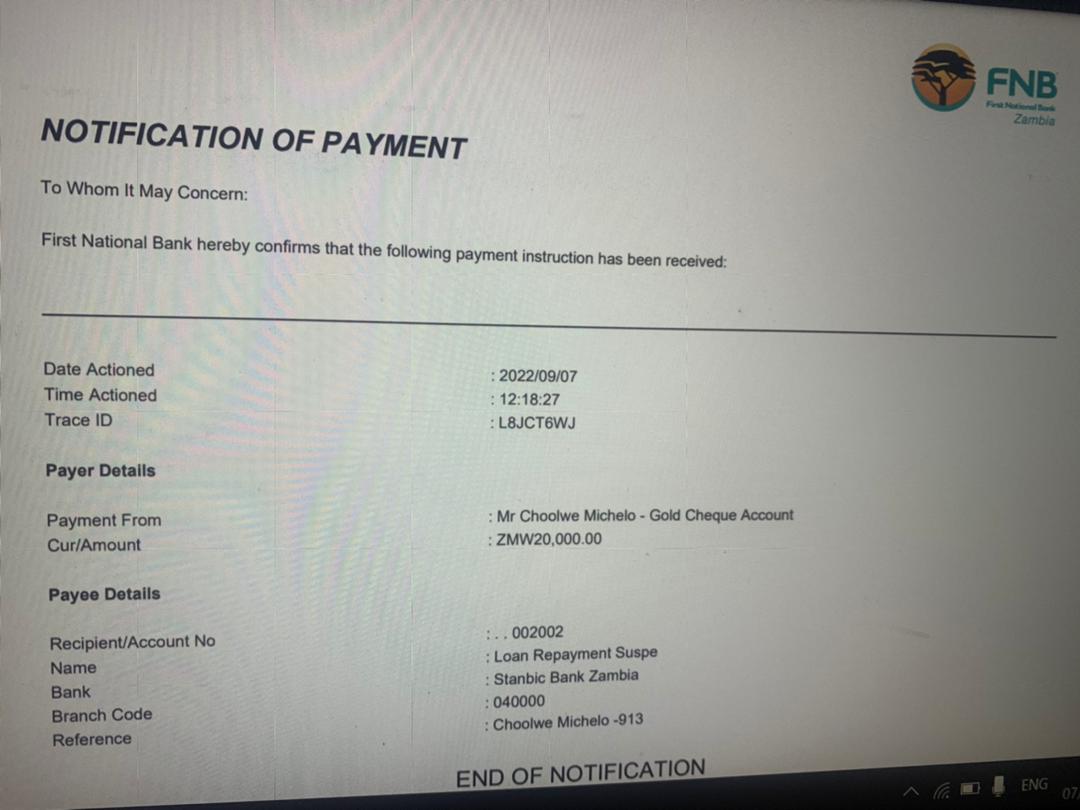 FNB
First National Bank
Zambia
NOTIFICATION OF PAYMENT
To Whom It May Concern:
First National Bank hereby confirms that the following payment instruction has been received:
Date Actioned : 2022/09/07
Time Actioned : 12:18:27
Trace ID : L8JCT6WJ
Payer Details
Payment From : Mr Choolwe Michelo - Gold Cheque Account
Cur/Amount : ZMW20,000.00
Payee Details
Recipient/Account No : . . 002002
Name : Loan Repayment Suspe
Bank : Stanbic Bank Zambia
Branch Code : 040000
Reference : Choolwe Michelo -913
END OF NOTIFICATION
ENG
07